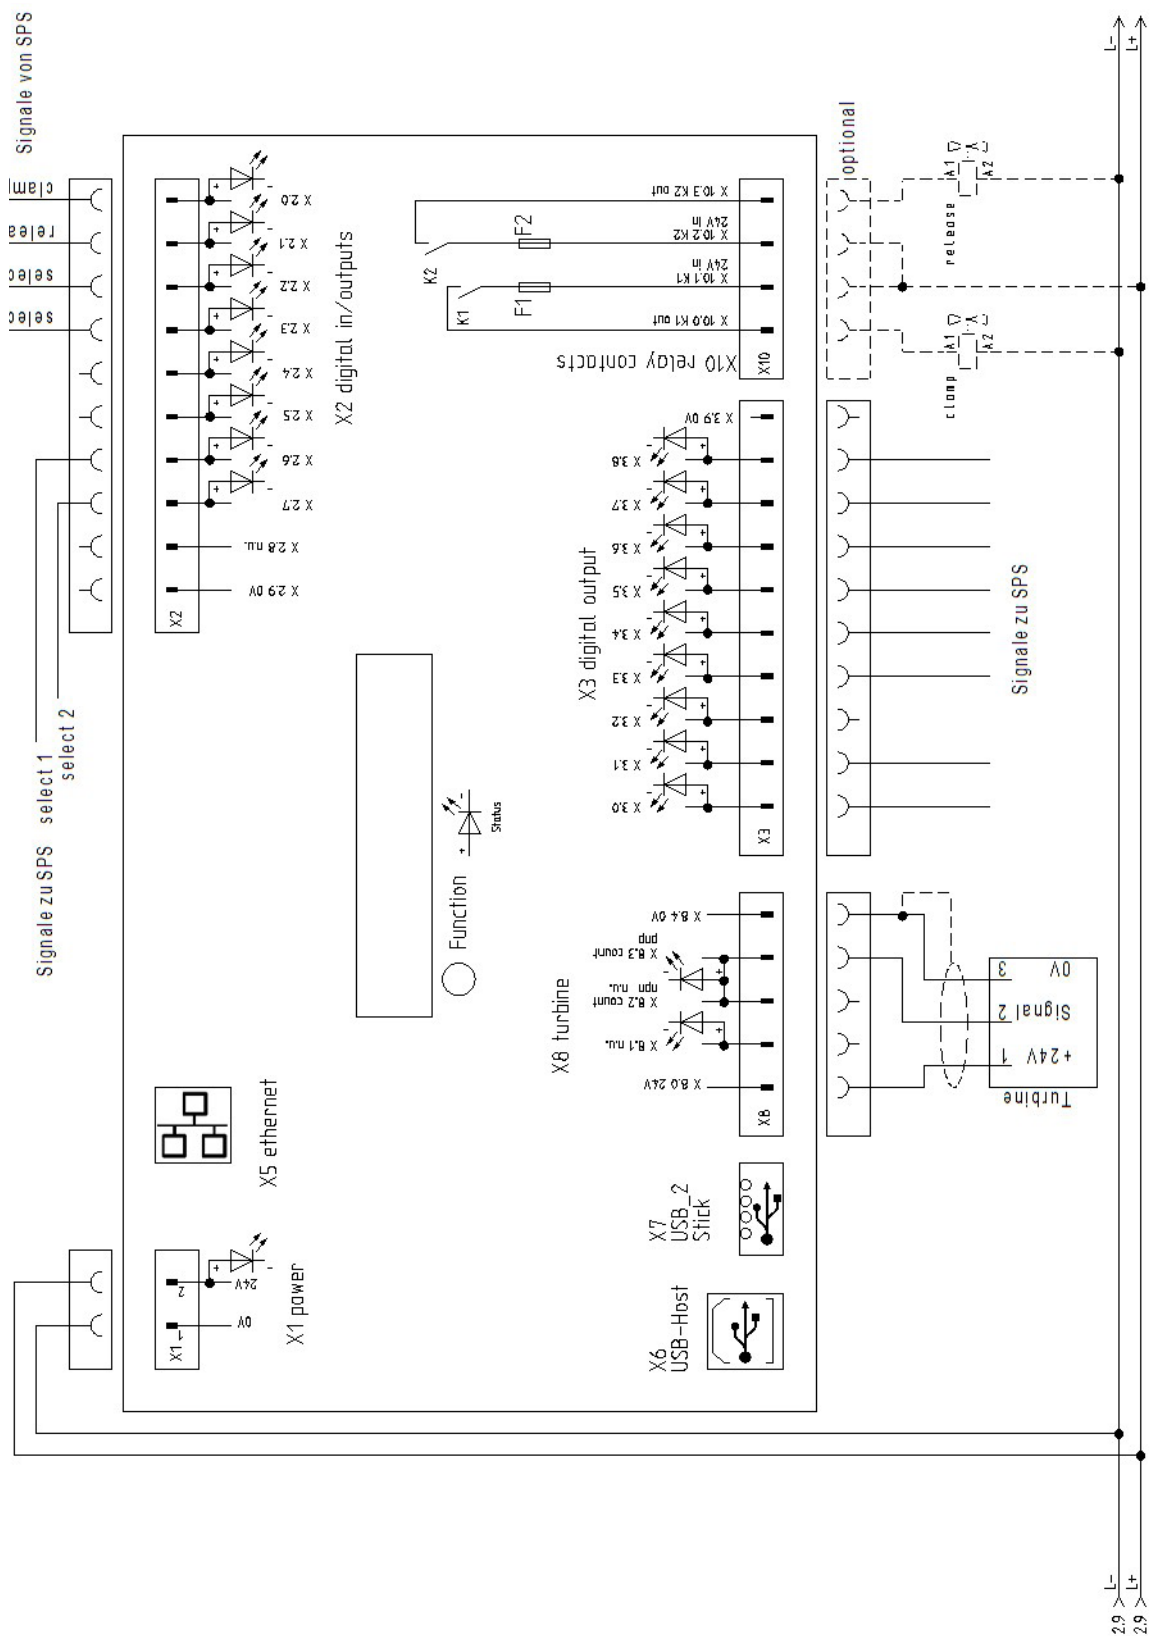 Signale von SPS
clam
relea
selec
selec
X 2.0
X 2.1
X 2.2
X 2.3
X 2.4
X 2.5
X 2.6
X 2.7
X 2.8 n.u.
X 2.9 0V
X2
X2 digital in/outputs
Signale zu SPS
select 1
select 2
X 10.3 K2 out
X 10.2 K2
24V in
X 10.1 K1
24V in
X 10.0 K1 out
K2
F2
K1
F1
X10 relay contacts
X10
optional
release
A1
A2
clamp
A1
A2
L-
L+
X 3.9 0V
X 3.8
X 3.7
X 3.6
X 3.5
X 3.4
X 3.3
X 3.2
X 3.1
X 3.0
X3
X3 digital output
Signale zu SPS
Status
Function
X 8.4 0V
X 8.3 count
pnp
X 8.2 count
npn n.u.
X 8.1 n.u.
X 8.0 24V
X8
X8 turbine
3 0V
Signal 2
+24V 1
Turbine
X5 ethernet
X1
2
1
24V
0V
X1 power
X7
USB_2
Stick
X6
USB-Host
2.9 L-
2.9 L+